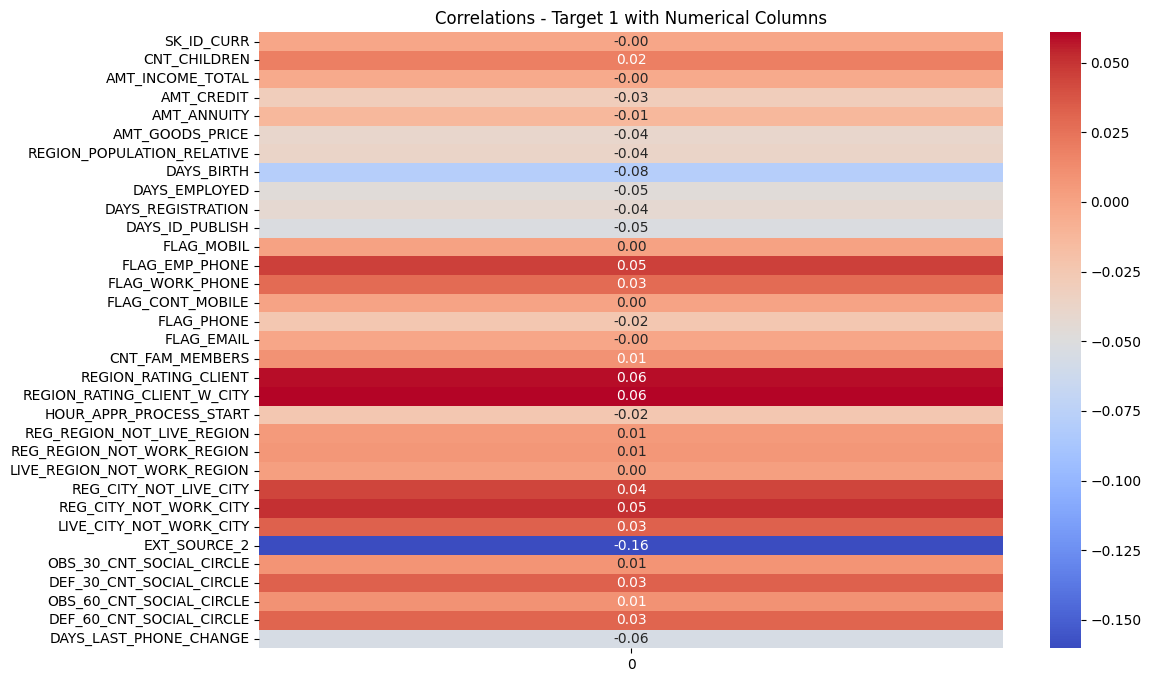 Correlations - Target 1 with Numerical Columns
SK_ID_CURR -0.00
CNT_CHILDREN 0.02
AMT_INCOME_TOTAL -0.00
AMT_CREDIT -0.03
AMT_ANNUITY -0.01
AMT_GOODS_PRICE -0.04
REGION_POPULATION_RELATIVE -0.04
DAYS_BIRTH -0.08
DAYS_EMPLOYED -0.05
DAYS_REGISTRATION -0.04
DAYS_ID_PUBLISH -0.05
FLAG_MOBIL 0.00
FLAG_EMP_PHONE 0.05
FLAG_WORK_PHONE 0.03
FLAG_CONT_MOBILE 0.00
FLAG_PHONE -0.02
FLAG_EMAIL -0.00
CNT_FAM_MEMBERS 0.01
REGION_RATING_CLIENT 0.06
REGION_RATING_CLIENT_W_CITY 0.06
HOUR_APPR_PROCESS_START -0.02
REG_REGION_NOT_LIVE_REGION 0.01
REG_REGION_NOT_WORK_REGION 0.01
LIVE_REGION_NOT_WORK_REGION 0.00
REG_CITY_NOT_LIVE_CITY 0.04
REG_CITY_NOT_WORK_CITY 0.05
LIVE_CITY_NOT_WORK_CITY 0.03
EXT_SOURCE_2 -0.16
OBS_30_CNT_SOCIAL_CIRCLE 0.01
DEF_30_CNT_SOCIAL_CIRCLE 0.03
OBS_60_CNT_SOCIAL_CIRCLE 0.01
DEF_60_CNT_SOCIAL_CIRCLE 0.03
DAYS_LAST_PHONE_CHANGE -0.06
0
0.050
0.025
0.000
−0.025
−0.050
−0.075
−0.100
−0.125
−0.150